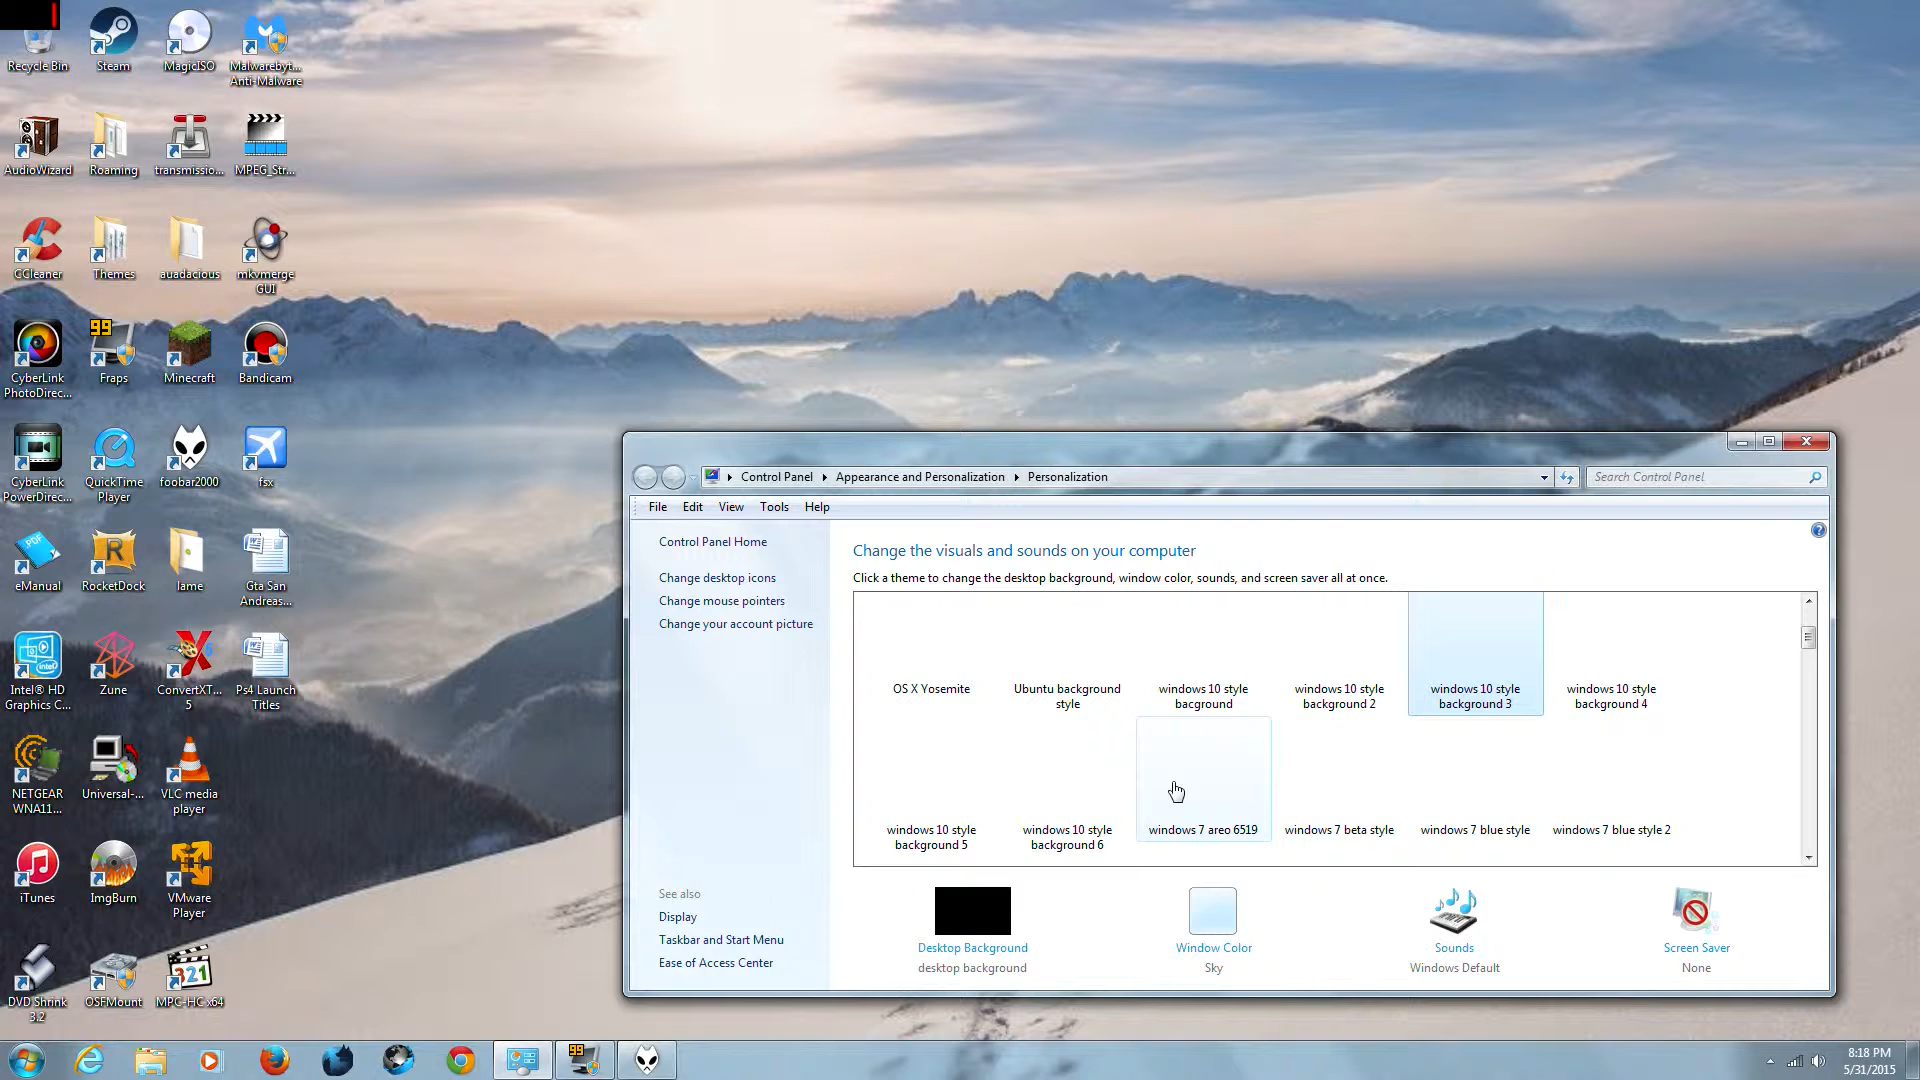 Recycle Bin
Steam
MagicISO
Malwarebyt...
Anti-Malware
AudioWizard
Roaming
transmissio...
MPEG_Str...
CCleaner
Themes
auadacious
mkvmerge
GUI
CyberLink
PhotoDirec...
99
Fraps
Minecraft
Bandicam
CyberLink
PowerDirec...
QuickTime
Player
foobar2000
fsx
PDF
eManual
R
RocketDock
lame
Gta San
Andreas...
intel
Intel® HD
Graphics C...
Zune
ConvertXT...
5
Ps4 Launch
Titles
NETGEAR
WNA11...
Universal-...
VLC media
player
iTunes
ImgBurn
VMware
Player
DVD Shrink
3.2
OSFMount
321
MPC-HC x64
Control Panel
Appearance and Personalization
Personalization
Search Control Panel
File
Edit
View
Tools
Help
Control Panel Home
Change desktop icons
Change mouse pointers
Change your account picture
See also
Display
Taskbar and Start Menu
Ease of Access Center
Change the visuals and sounds on your computer
Click a theme to change the desktop background, window color, sounds, and screen saver all at once.
OS X Yosemite
Ubuntu background
style
windows 10 style
bacground
windows 10 style
background 2
windows 10 style
background 3
windows 10 style
background 4
windows 10 style
background 5
windows 10 style
background 6
windows 7 areo 6519
windows 7 beta style
windows 7 blue style
windows 7 blue style 2
Desktop Background
desktop background
Window Color
Sky
Sounds
Windows Default
Screen Saver
None
99
8:18 PM
5/31/2015